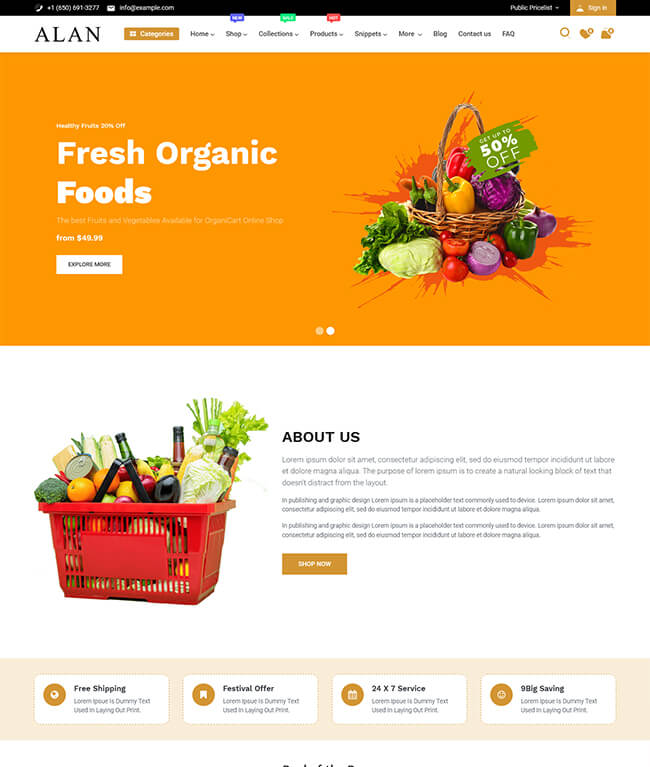 +1 (650) 691-3277 info@example.com Public Pricelist Sign in
NEW SALE HOT
ALAN Categories Home Shop Collections Products Snippets More Blog Contact us FAQ 0 0
Healthy Fruits 20% Off
Fresh Organic
Foods
The best Fruits and Vegetables Available for OrganiCart Online Shop
from $49.99
EXPLORE MORE
GET UP TO
50%
OFF
ABOUT US
Lorem ipsum dolor sit amet, consectetur adipiscing elit, sed do eiusmod tempor incididunt ut labore
et dolore magna aliqua. The purpose of lorem ipsum is to create a natural looking block of text that
doesn't distract from the layout.
In publishing and graphic design Lorem ipsum is a placeholder text commonly used to device. Lorem ipsum dolor sit amet,
consectetur adipiscing elit, sed do eiusmod tempor incididunt ut labore et dolore magna aliqua.
In publishing and graphic design Lorem ipsum is a placeholder text commonly used to device. Lorem ipsum dolor sit amet,
consectetur adipiscing elit, sed do eiusmod tempor incididunt ut labore et dolore magna aliqua.
SHOP NOW
Free Shipping
Lorem Ipsue Is Dummy Text
Used In Laying Out Print.
Festival Offer
Lorem Ipsue Is Dummy Text
Used In Laying Out Print.
24 X 7 Service
Lorem Ipsue Is Dummy Text
Used In Laying Out Print.
9Big Saving
Lorem Ipsue Is Dummy Text
Used In Laying Out Print.